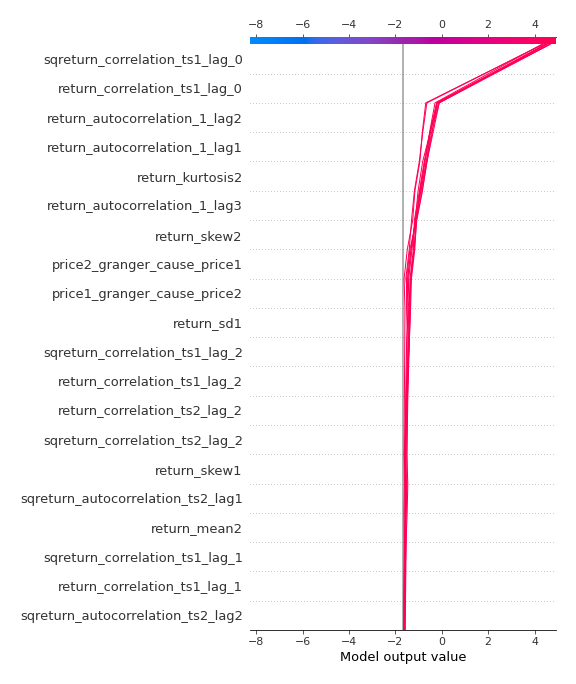 −8 −6 −4 −2 0 2 4
sqreturn_correlation_ts1_lag_0
return_correlation_ts1_lag_0
return_autocorrelation_1_lag2
return_autocorrelation_1_lag1
return_kurtosis2
return_autocorrelation_1_lag3
return_skew2
price2_granger_cause_price1
price1_granger_cause_price2
return_sd1
sqreturn_correlation_ts1_lag_2
return_correlation_ts1_lag_2
return_correlation_ts2_lag_2
sqreturn_correlation_ts2_lag_2
return_skew1
sqreturn_autocorrelation_ts2_lag1
return_mean2
sqreturn_correlation_ts1_lag_1
return_correlation_ts1_lag_1
sqreturn_autocorrelation_ts2_lag2
−8 −6 −4 −2 0 2 4
Model output value